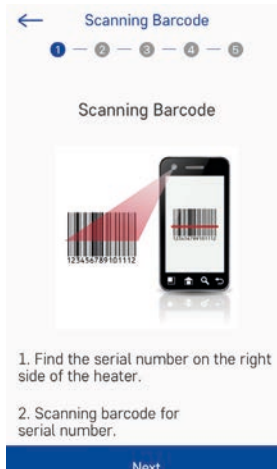 Scanning Barcode
1 2 3 4 5
Scanning Barcode
123456789101112
123456789101112
1. Find the serial number on the right
side of the heater.
2. Scanning barcode for
serial number.
Next